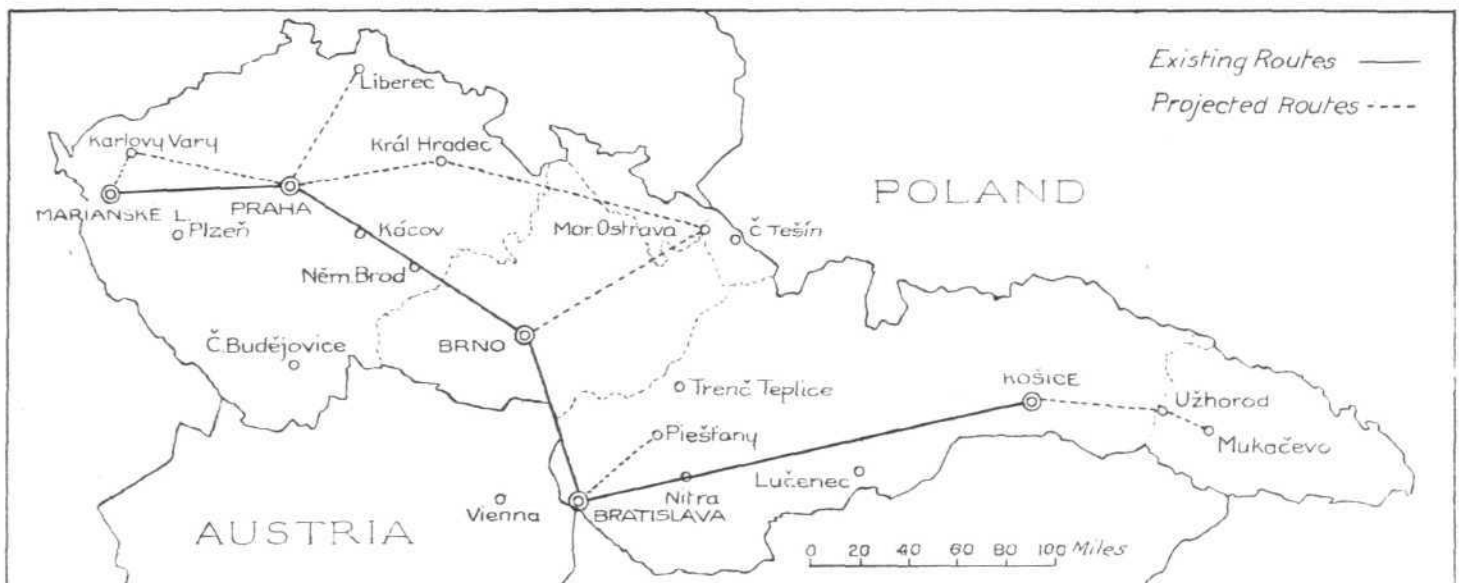 Existing Routes
Projected Routes
Liberec
Karlovy Vary
Král Hradec
POLAND
MARIANSKE L.
PRAHA
Plzeň
Kácov
Mor. Ostrava
Č Tešín
Něm. Brod
BRNO
Č. Budějovice
Trenč Teplice
KOŠICE
Užhorod
Piešťany
Mukačevo
Lučenec
Nitra
Vienna
BRATISLAVA
AUSTRIA
0 20 40 60 80 100 Miles